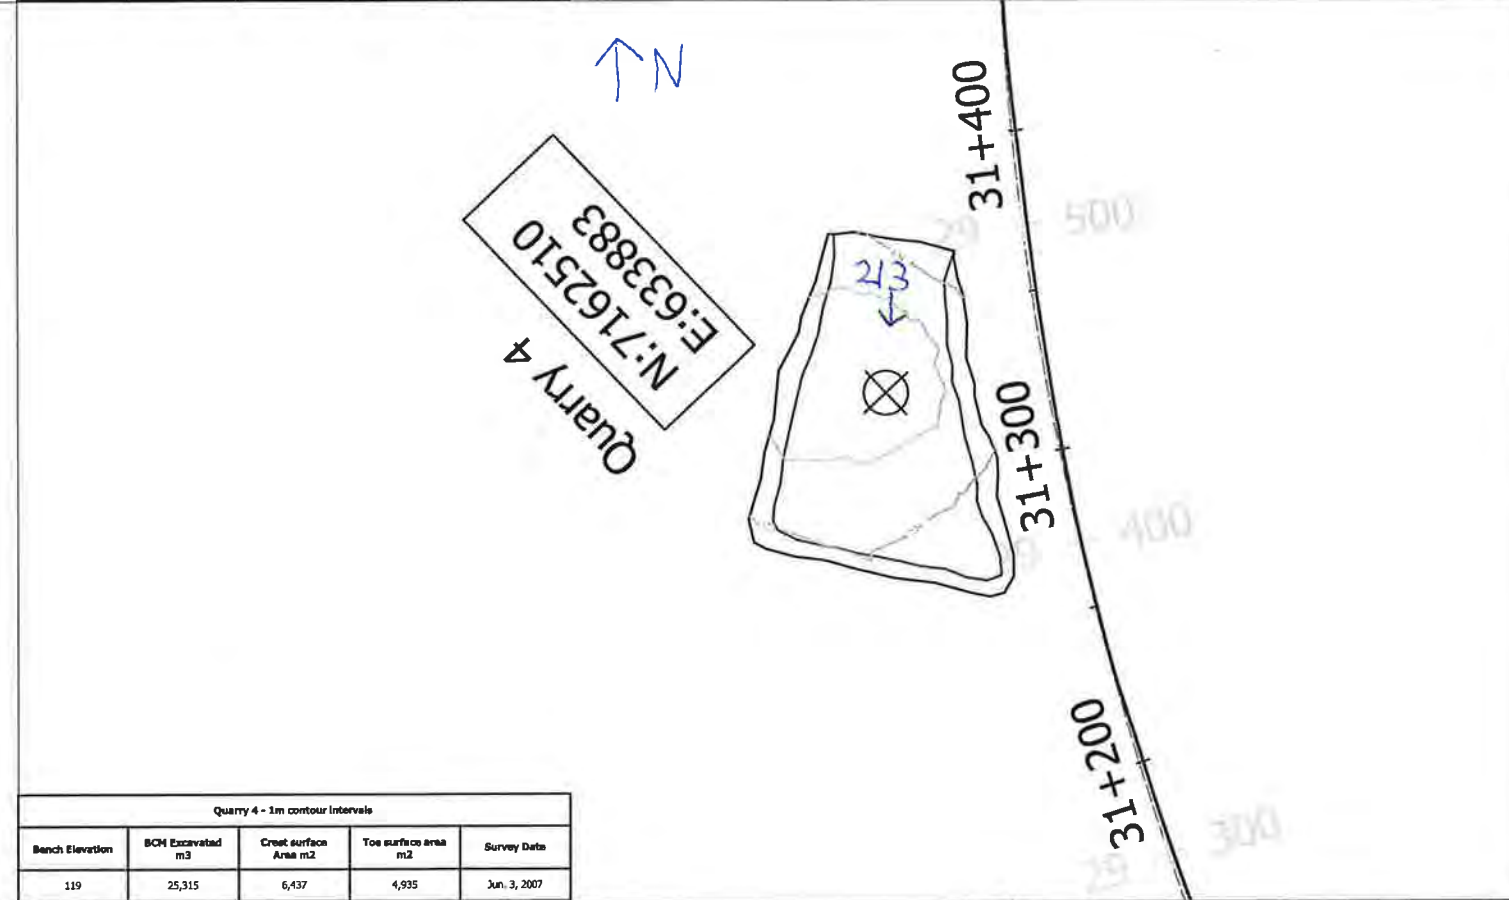 ↑ N
31+400
29 500
Quarry 4
N:7162510
E:633883
213
31+300
400
31+200
29 300
Quarry 4 - 1m contour intervals
Bench Elevation BCM Excavated m3 Crest surface Area m2 Toe surface area m2 Survey Date
119 25,315 6,437 4,935 Jun. 3, 2007